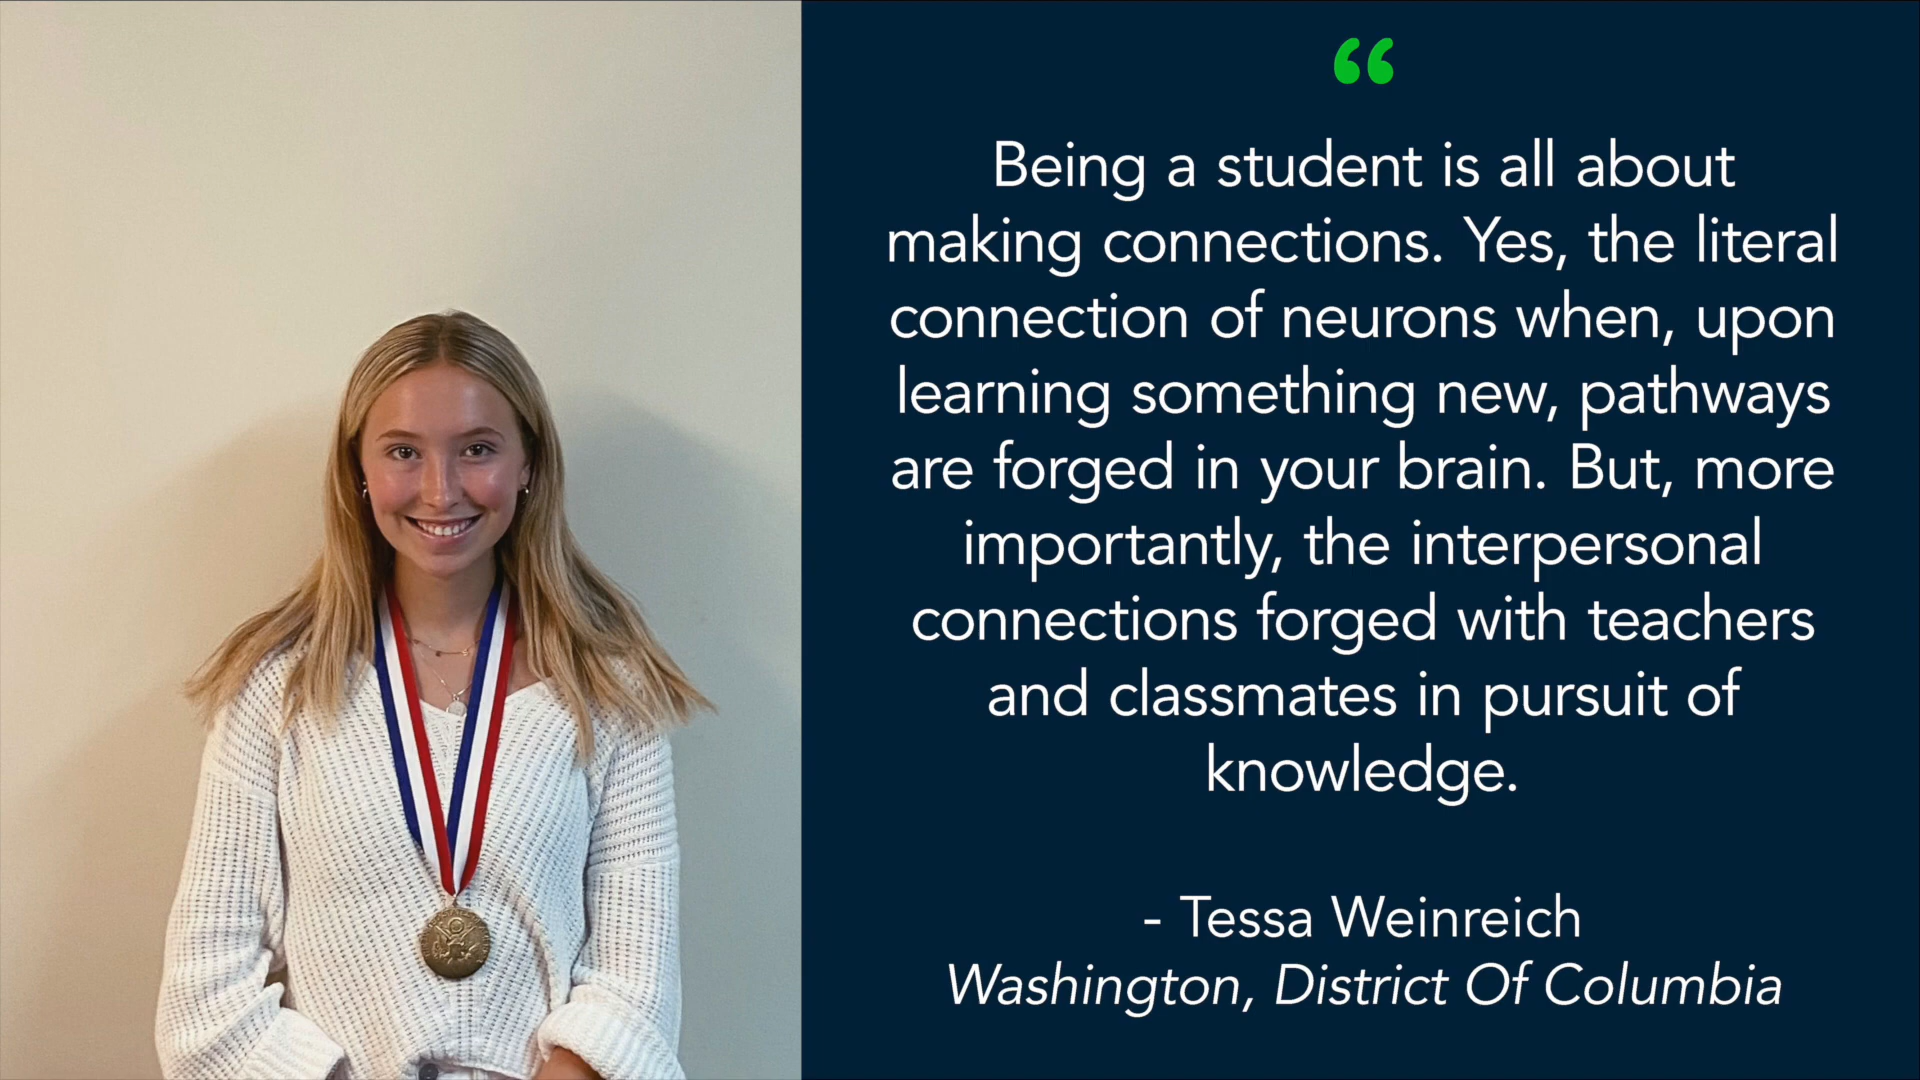 “
Being a student is all about
making connections. Yes, the literal
connection of neurons when, upon
learning something new, pathways
are forged in your brain. But, more
importantly, the interpersonal
connections forged with teachers
and classmates in pursuit of
knowledge.
- Tessa Weinreich
Washington, District Of Columbia